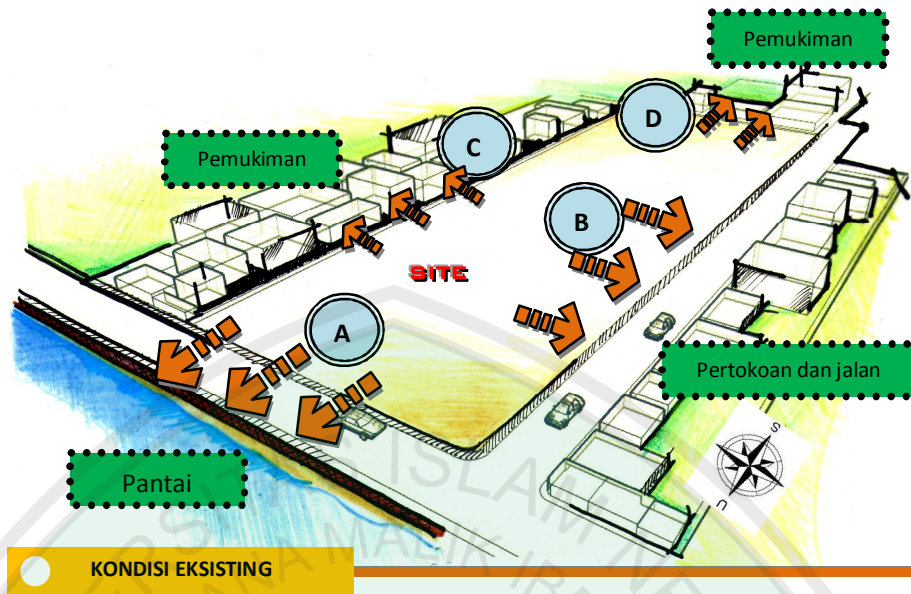 Pemukiman
D
C
Pemukiman
B
SITE
A
Pertokoan dan jalan
S
U
Pantai
KONDISI EKSISTING